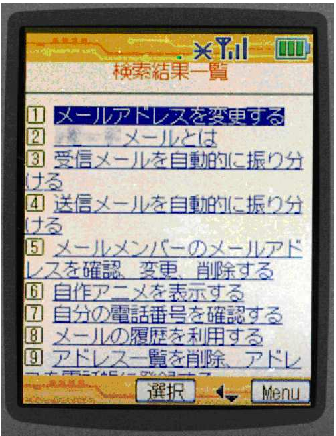 検索結果一覧
1 メールアドレスを変更する
2 メールとは
3 受信メールを自動的に振り分
ける
4 送信メールを自動的に振り分
ける
5 メールメンバーのメールアド
レスを確認、変更、削除する
6 自作アニメを表示する
7 自分の電話番号を確認する
8 メールの履歴を利用する
9 アドレス一覧を削除、アドレ
選択 Menu